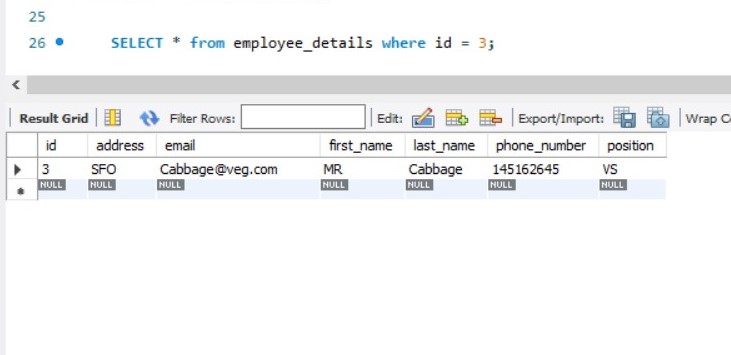 25
26 SELECT * from employee_details where id = 3;
Result Grid Filter Rows: Edit: Export/Import: Wrap C
id address email first_name last_name phone_number position
3 SFO Cabbage@veg.com MR Cabbage 145162645 VS
NULL NULL NULL NULL NULL NULL NULL